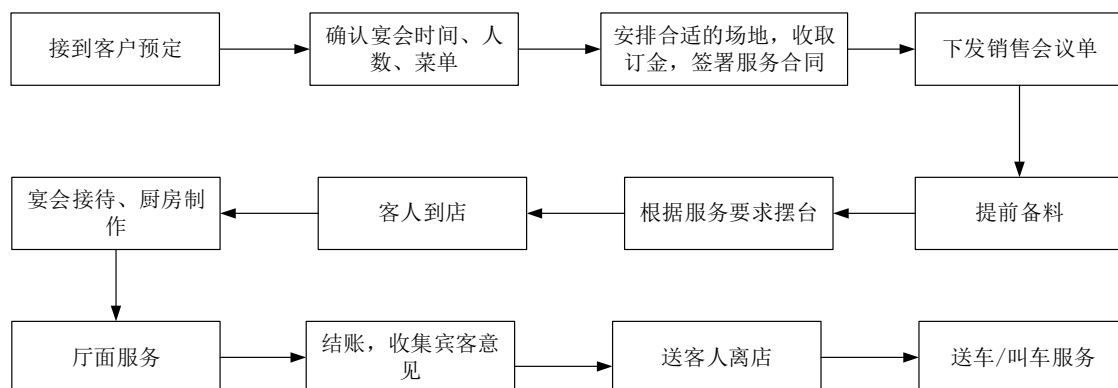 接到客户预定
确认宴会时间、人
数、菜单
安排合适的场地，收取
订金，签署服务合同
下发销售会议单
提前备料
根据服务要求摆台
客人到店
宴会接待、厨房制
作
厅面服务
结账，收集宾客意
见
送客人离店
送车/叫车服务